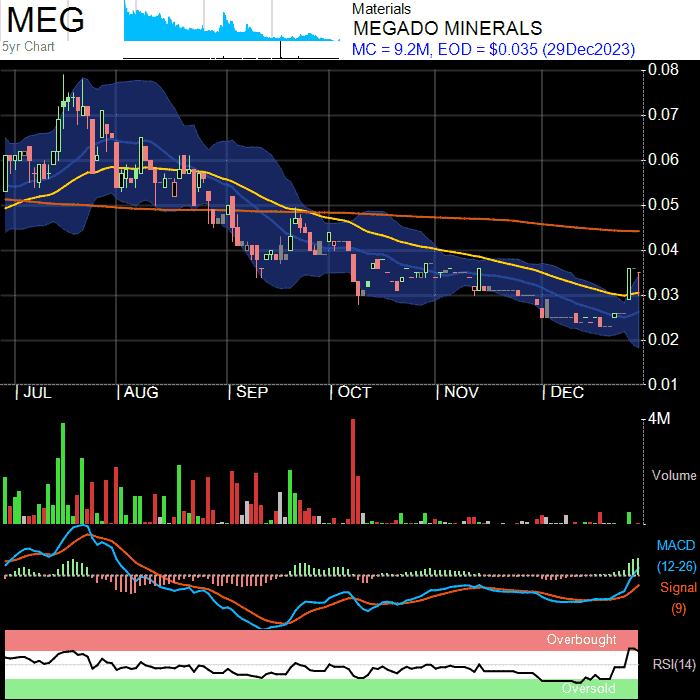 MEG
5yr Chart
Materials
MEGADO MINERALS
MC = 9.2M, EOD = $0.035 (29Dec2023)
0.08
0.07
0.06
0.05
0.04
0.03
0.02
0.01
| JUL | AUG | SEP | OCT | NOV | DEC
4M
Volume
MACD
(12-26)
Signal
(9)
Overbought
RSI(14)
Oversold